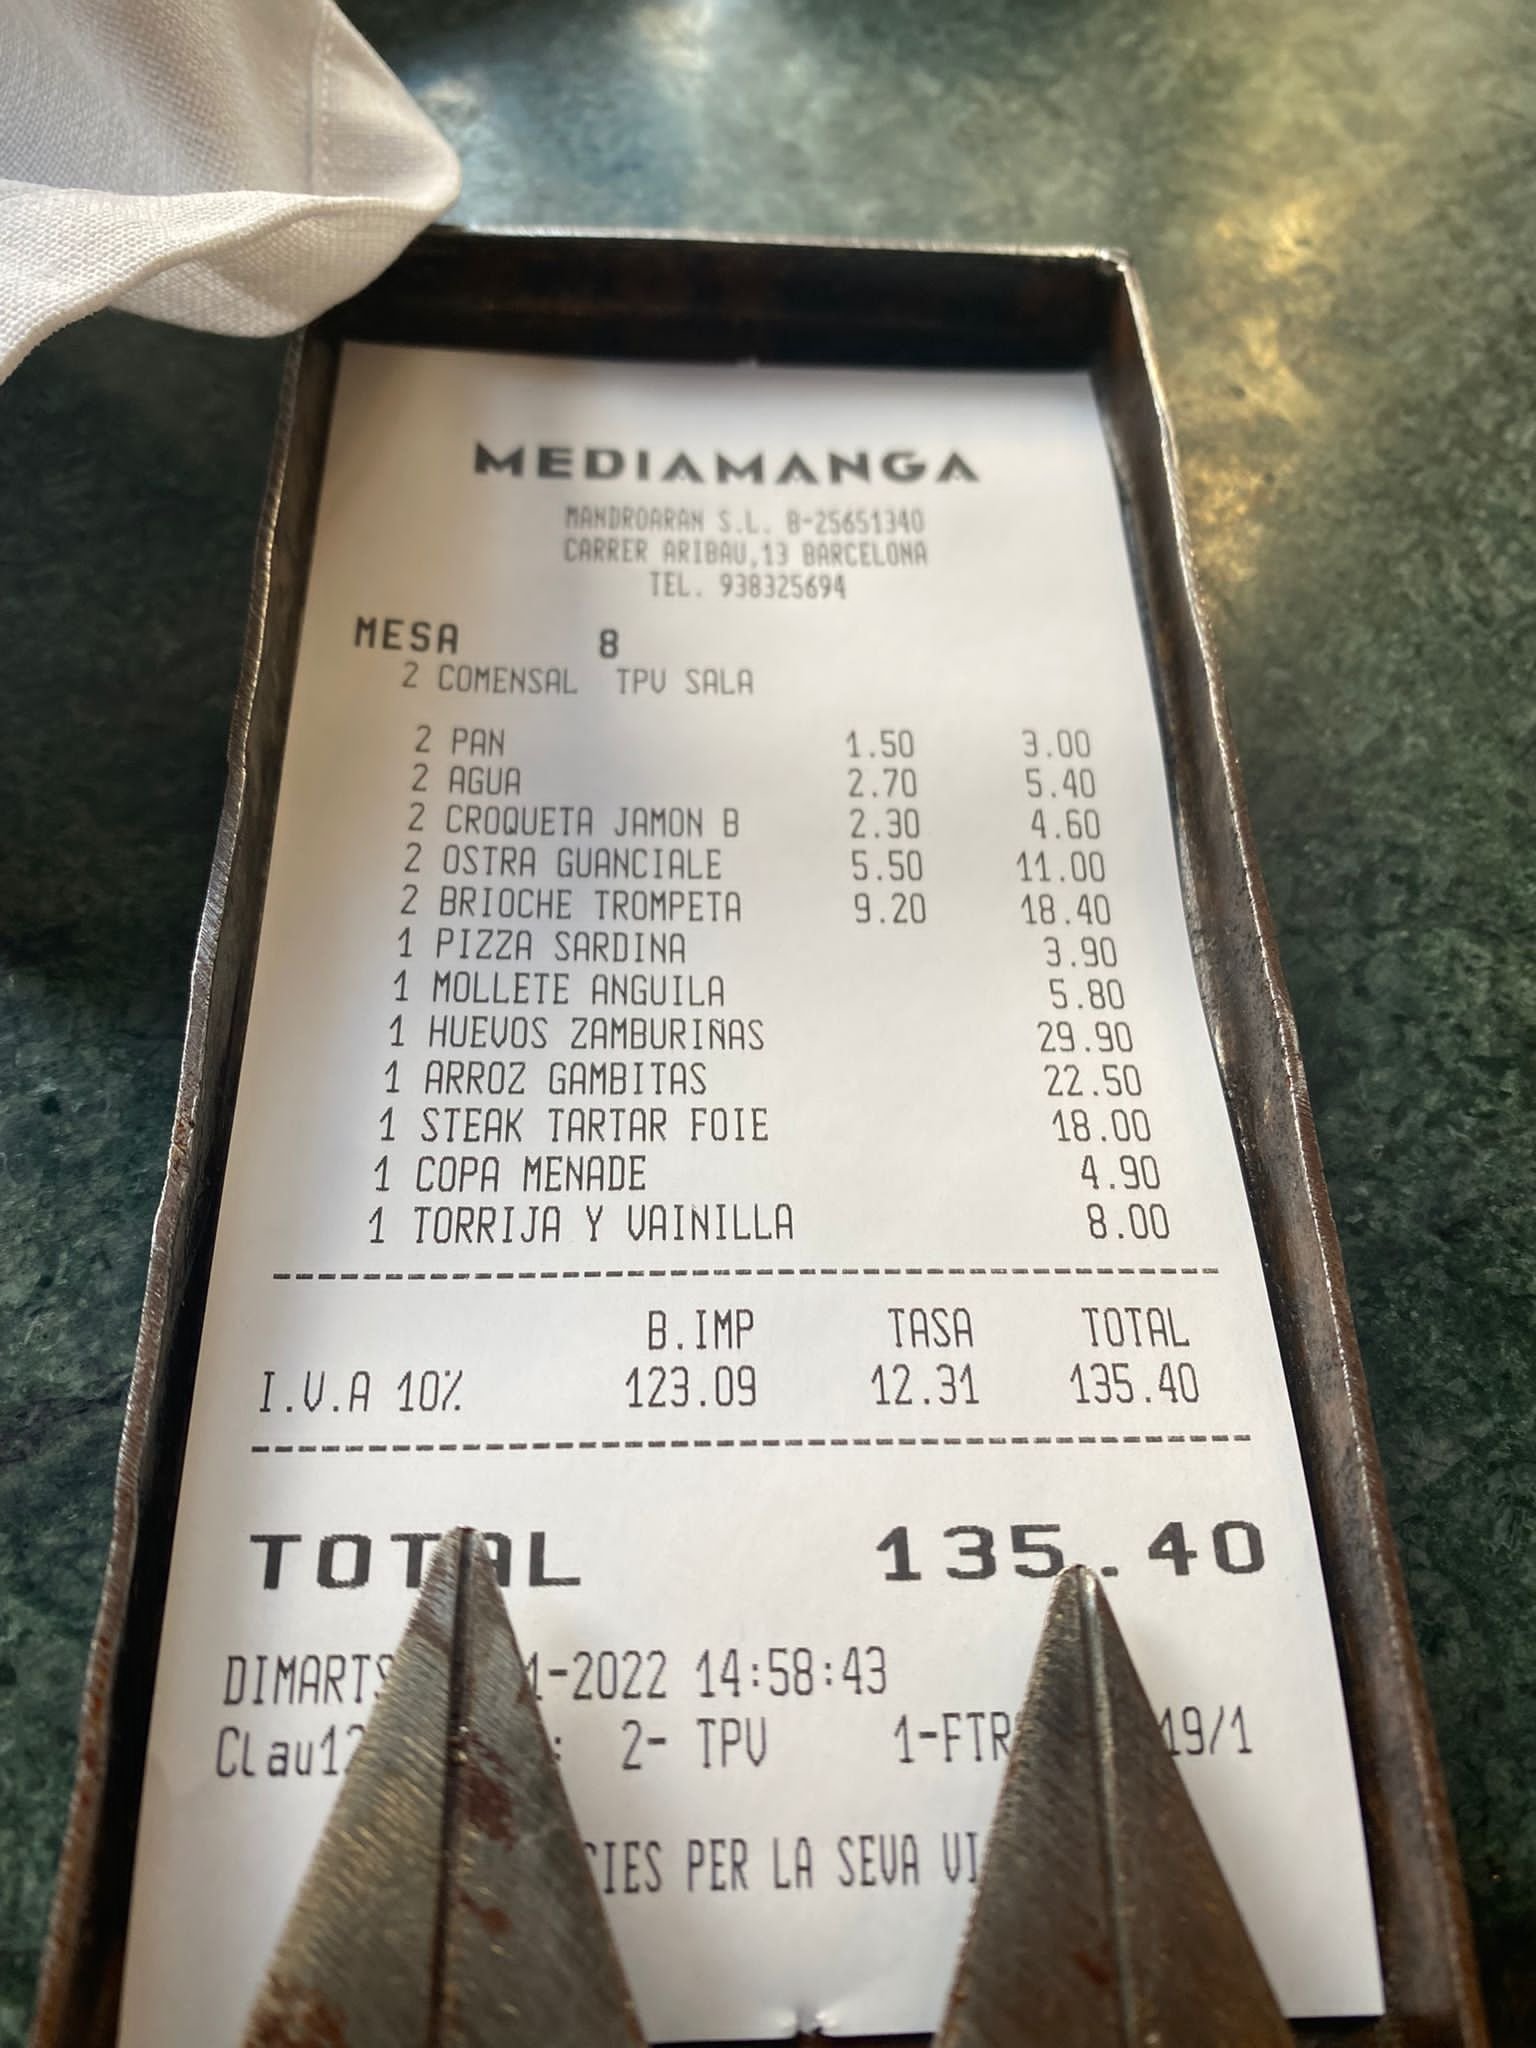 MEDIAMANGA
MANDROARAN S.L. B-25651340
CARRER ARIBAU,13 BARCELONA
TEL. 938325694
MESA 8
2 COMENSAL TPV SALA
2 PAN 1.50 3.00
2 AGUA 2.70 5.40
2 CROQUETA JAMON B 2.30 4.60
2 OSTRA GUANCIALE 5.50 11.00
2 BRIOCHE TROMPETA 9.20 18.40
1 PIZZA SARDINA 3.90
1 MOLLETE ANGUILA 5.80
1 HUEVOS ZAMBURIÑAS 29.90
1 ARROZ GAMBITAS 22.50
1 STEAK TARTAR FOIE 18.00
1 COPA MENADE 4.90
1 TORRIJA Y VAINILLA 8.00
B.IMP TASA TOTAL
I.V.A 10% 123.09 12.31 135.40
TOTAL 135.40
DIMARTS 1-2022 14:58:43
2- TPV 19/1
PER LA SEVA